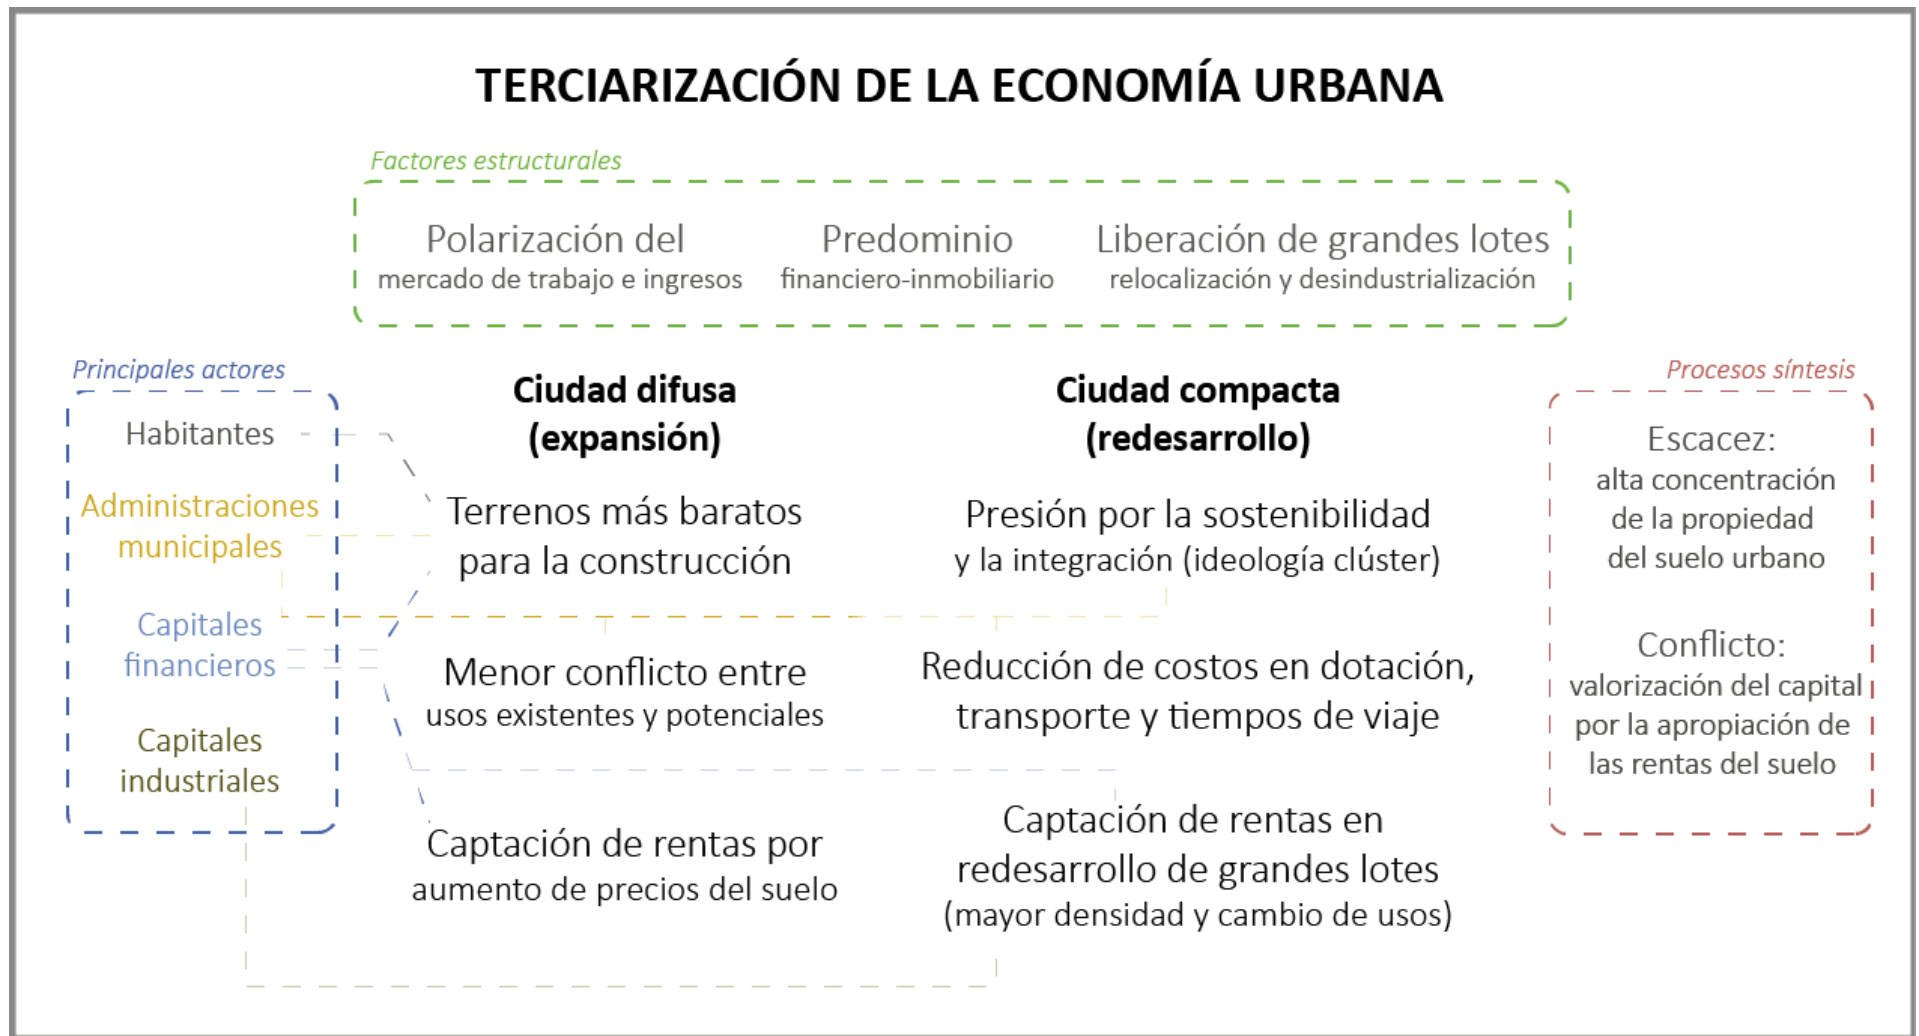 TERCIARIZACIÓN DE LA ECONOMÍA URBANA
Factores estructurales
Polarización del
mercado de trabajo e ingresos
Predominio
financiero-inmobiliario
Liberación de grandes lotes
relocalización y desindustrialización
Principales actores
Habitantes
Administraciones
municipales
Capitales
financieros
Capitales
industriales
Ciudad difusa
(expansión)
Terrenos más baratos
para la construcción
Menor conflicto entre
usos existentes y potenciales
Captación de rentas por
aumento de precios del suelo
Ciudad compacta
(redesarrollo)
Presión por la sostenibilidad
y la integración (ideología clúster)
Reducción de costos en dotación,
transporte y tiempos de viaje
Captación de rentas en
redesarrollo de grandes lotes
(mayor densidad y cambio de usos)
Procesos síntesis
Escacez:
alta concentración
de la propiedad
del suelo urbano
Conflicto:
valorización del capital
por la apropiación de
las rentas del suelo